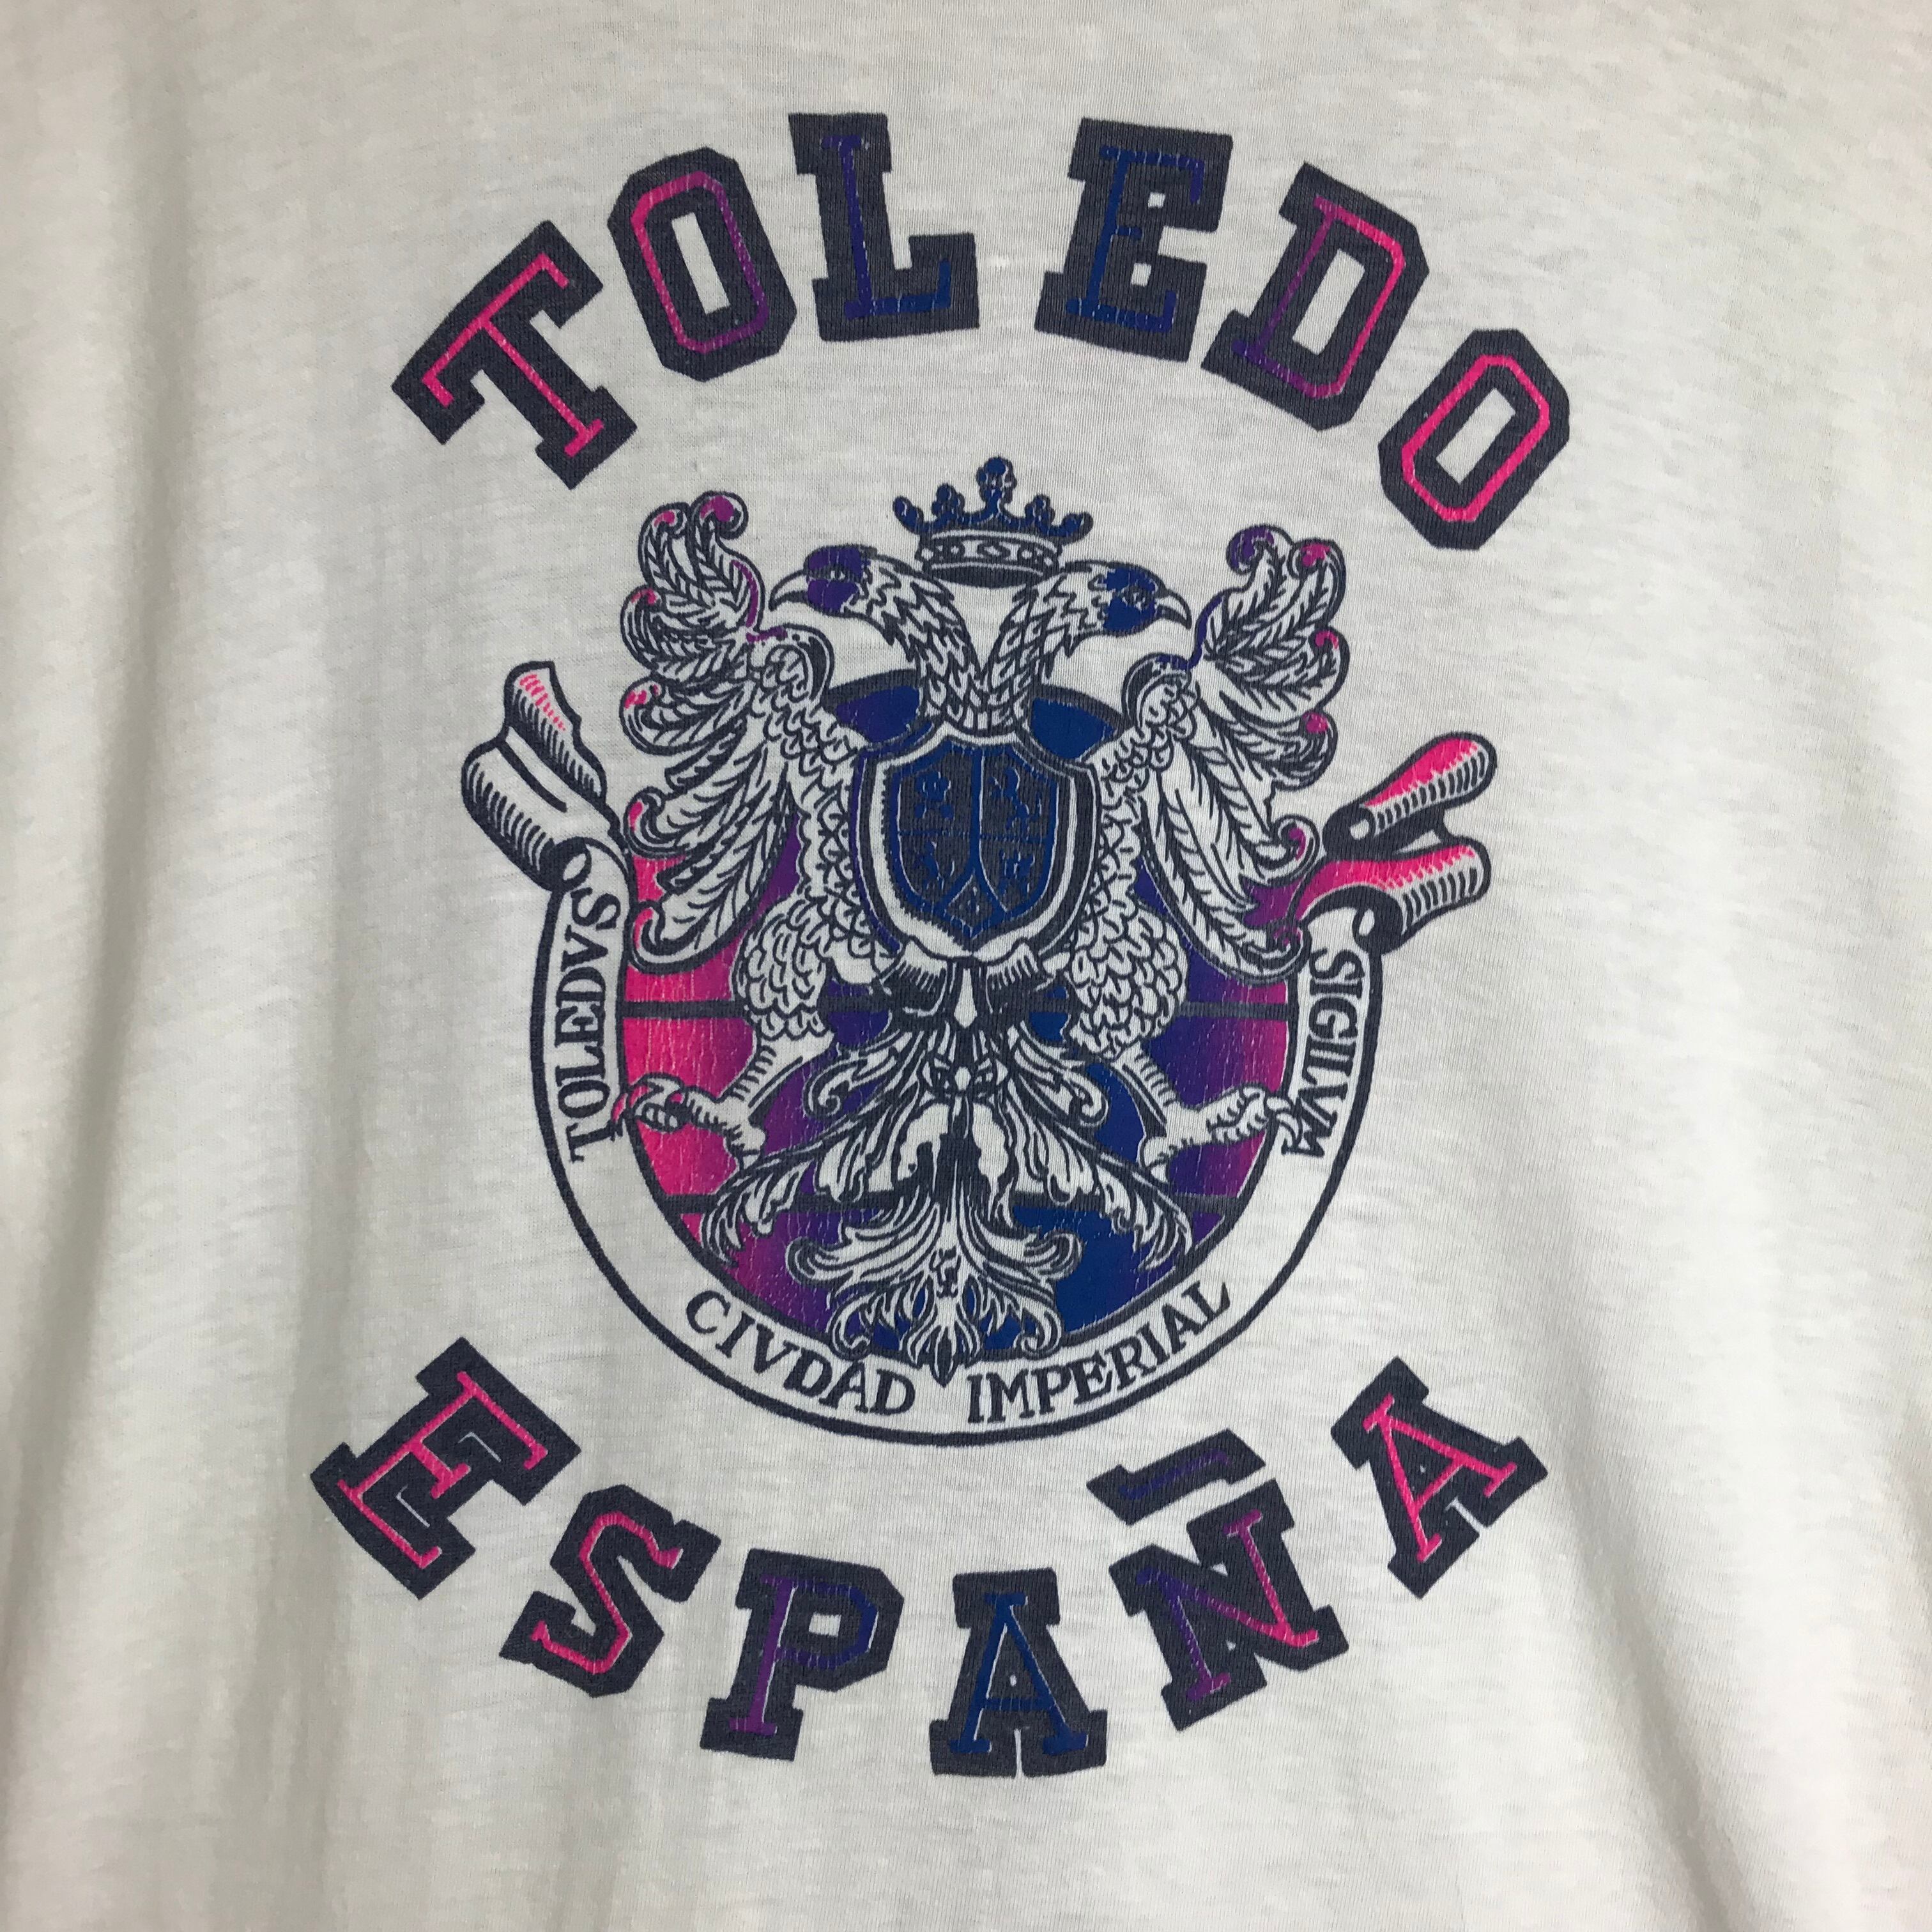 TOLEDO
TOLEDVS
SIGILVM
CIVDAD IMPERIAL
ESPAÑA